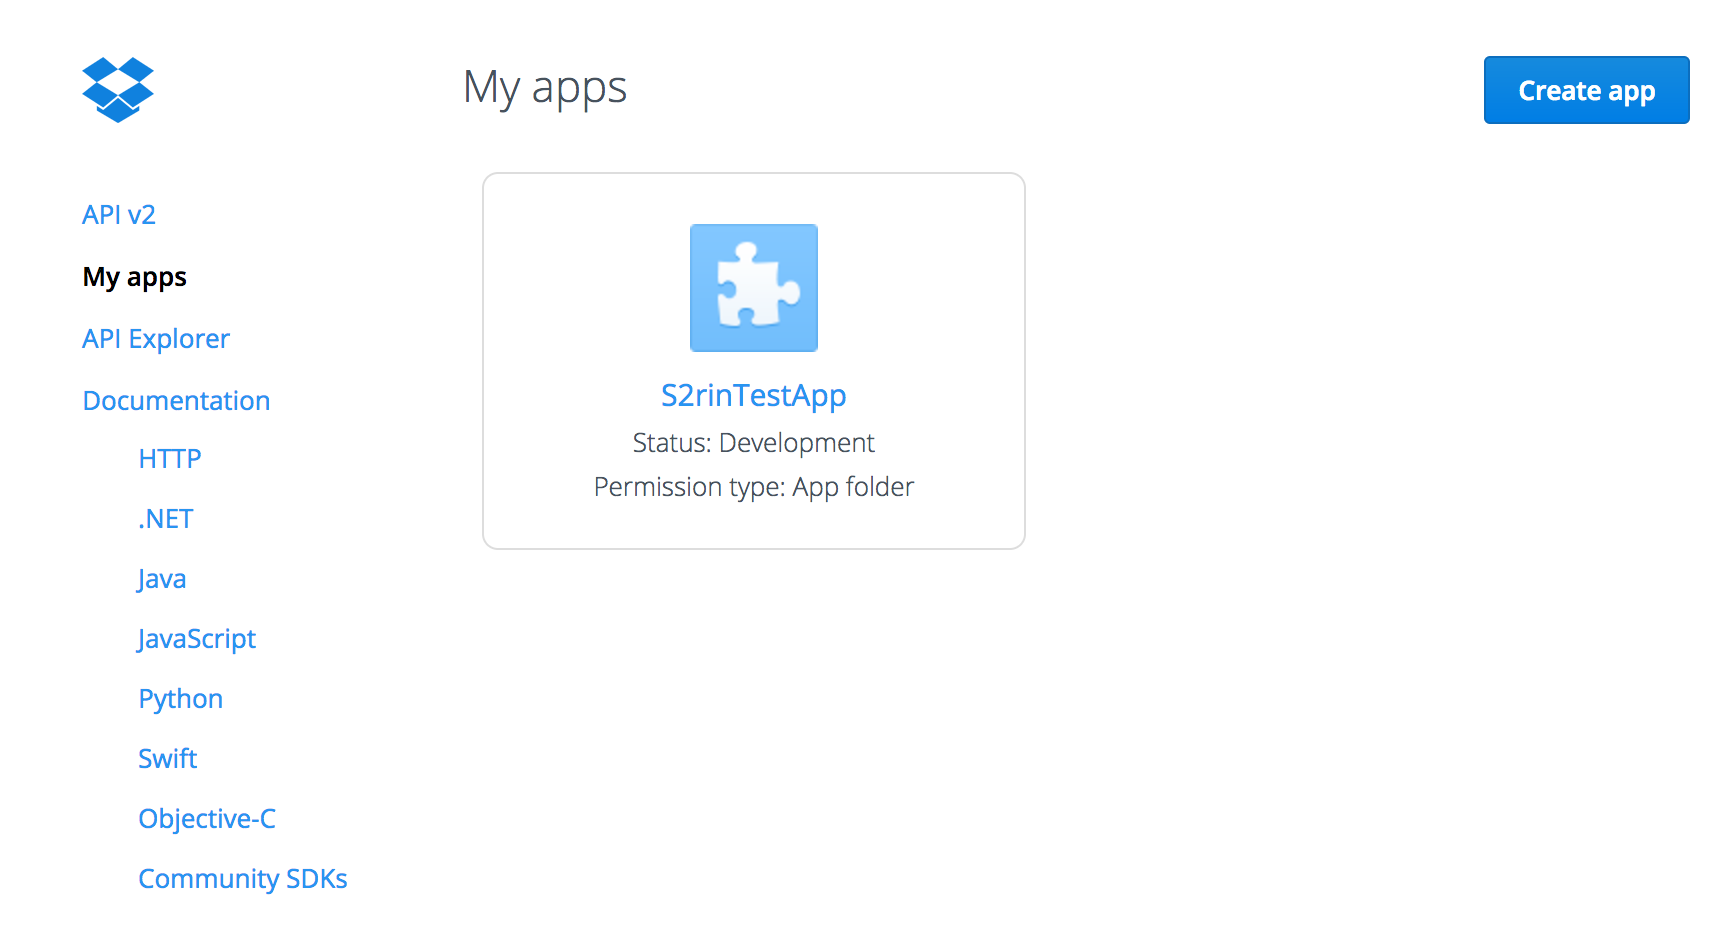 My apps
Create app
API v2
My apps
API Explorer
Documentation
HTTP
.NET
Java
JavaScript
Python
Swift
Objective-C
Community SDKs
S2rinTestApp
Status: Development
Permission type: App folder